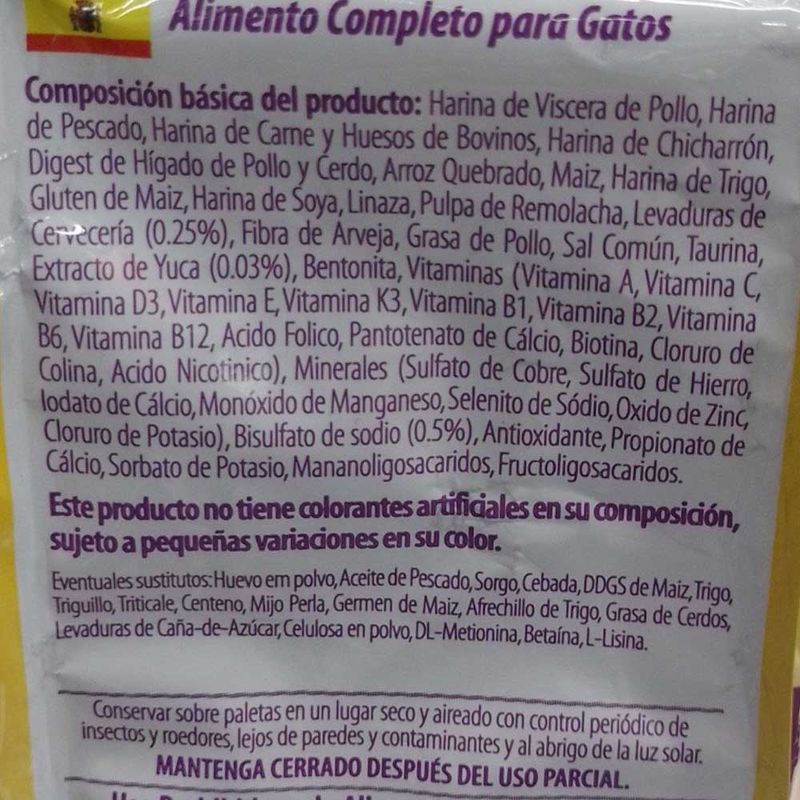 Alimento Completo para Gatos
Composición básica del producto: Harina de Viscera de Pollo, Harina
de Pescado, Harina de Carne y Huesos de Bovinos, Harina de Chicharrón,
Digest de Hígado de Pollo y Cerdo, Arroz Quebrado, Maiz, Harina de Trigo,
Gluten de Maiz, Harina de Soya, Linaza, Pulpa de Remolacha, Levaduras de
Cervecería (0.25%), Fibra de Arveja, Grasa de Pollo, Sal Común, Taurina,
Extracto de Yuca (0.03%), Bentonita, Vitaminas (Vitamina A, Vitamina C,
Vitamina D3, Vitamina E, Vitamina K3, Vitamina B1, Vitamina B2, Vitamina
B6, Vitamina B12, Acido Folico, Pantotenato de Cálcio, Biotina, Cloruro de
Colina, Acido Nicotinico), Minerales (Sulfato de Cobre, Sulfato de Hierro,
Iodato de Cálcio, Monóxido de Manganeso, Selenito de Sódio, Oxido de Zinc,
Cloruro de Potasio), Bisulfato de sodio (0.5%), Antioxidante, Propionato de
Cálcio, Sorbato de Potasio, Mananoligosacaridos, Fructoligosacaridos.
Este producto no tiene colorantes artificiales en su composición,
sujeto a pequeñas variaciones en su color.
Eventuales sustitutos: Huevo em polvo, Aceite de Pescado, Sorgo, Cebada, DDGS de Maiz, Trigo,
Triguillo, Triticale, Centeno, Mijo Perla, Germen de Maiz, Afrechillo de Trigo, Grasa de Cerdos,
Levaduras de Caña-de-Azúcar, Celulosa en polvo, DL-Metionina, Betaína, L-Lisina.
Conservar sobre paletas en un lugar seco y aireado con control periódico de
insectos y roedores, lejos de paredes y contaminantes y al abrigo de la luz solar.
MANTENGA CERRADO DESPUÉS DEL USO PARCIAL.